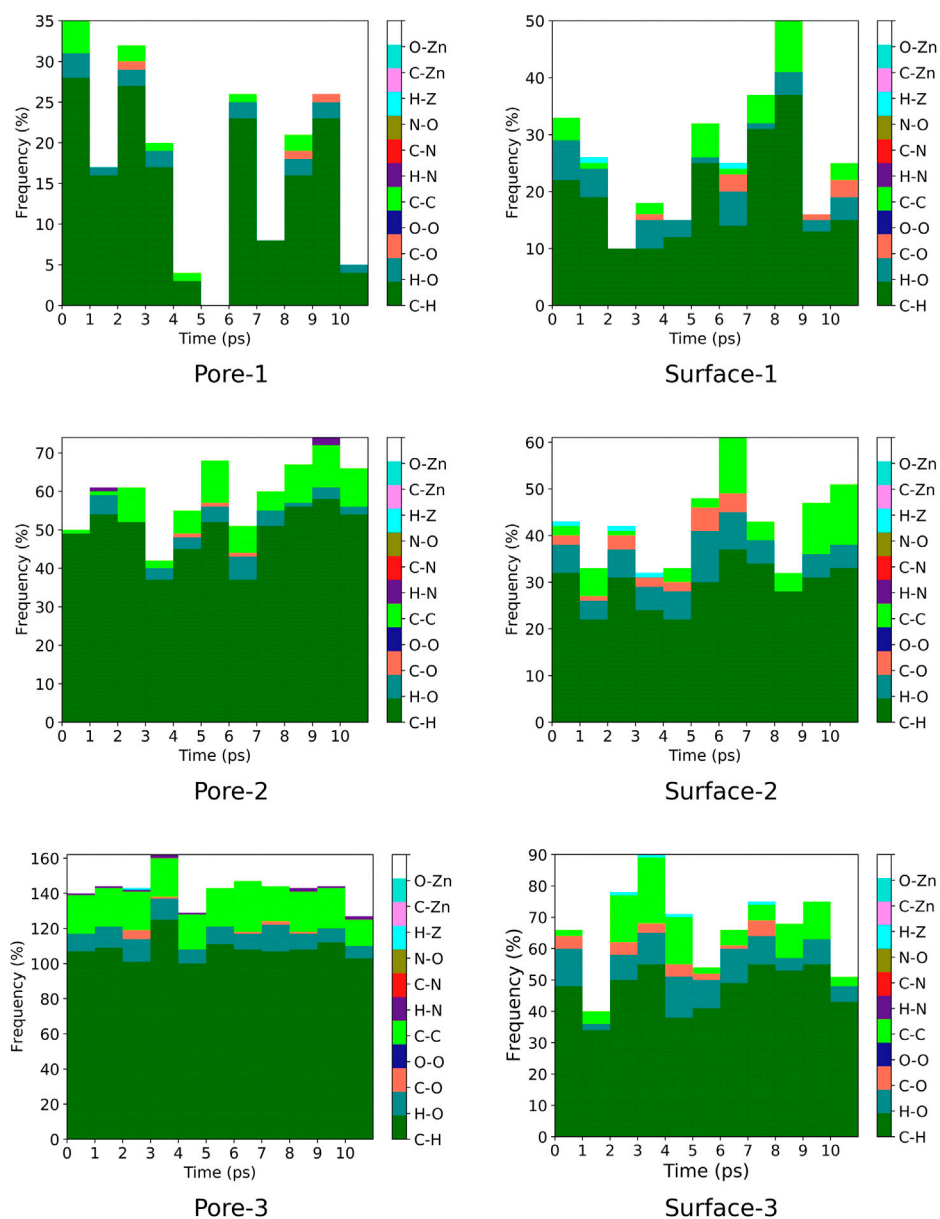 35
30
25
20
15
10
5
0
Frequency (%)
0 1 2 3 4 5 6 7 8 9 10
Time (ps)
O-Zn
C-Zn
H-Z
N-O
C-N
H-N
C-C
O-O
C-O
H-O
C-H
Pore-1
50
40
30
20
10
0
Frequency (%)
0 1 2 3 4 5 6 7 8 9 10
Time (ps)
O-Zn
C-Zn
H-Z
N-O
C-N
H-N
C-C
O-O
C-O
H-O
C-H
Surface-1
70
60
50
40
30
20
10
0
Frequency (%)
0 1 2 3 4 5 6 7 8 9 10
Time (ps)
O-Zn
C-Zn
H-Z
N-O
C-N
H-N
C-C
O-O
C-O
H-O
C-H
Pore-2
60
50
40
30
20
10
0
Frequency (%)
0 1 2 3 4 5 6 7 8 9 10
Time (ps)
O-Zn
C-Zn
H-Z
N-O
C-N
H-N
C-C
O-O
C-O
H-O
C-H
Surface-2
160
140
120
100
80
60
40
20
0
Frequency (%)
0 1 2 3 4 5 6 7 8 9 10
Time (ps)
O-Zn
C-Zn
H-Z
N-O
C-N
H-N
C-C
O-O
C-O
H-O
C-H
Pore-3
90
80
70
60
50
40
30
20
10
0
Frequency (%)
0 1 2 3 4 5 6 7 8 9 10
Time (ps)
O-Zn
C-Zn
H-Z
N-O
C-N
H-N
C-C
O-O
C-O
H-O
C-H
Surface-3